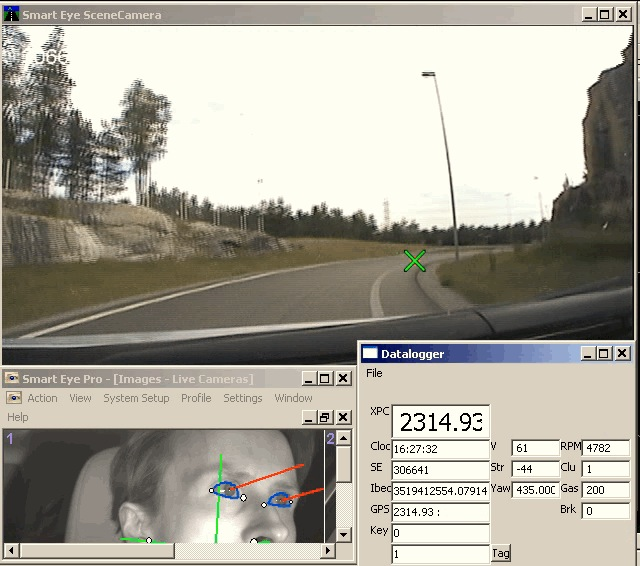 Smart Eye SceneCamera
Smart Eye Pro - [Images - Live Cameras]
Action View System Setup Profile Settings Window
Help
1 2
Datalogger
File
XPC 2314.93
Cloc 16:27:32 V 61 RPM 4782
SE 306641 Str -44 Clu 1
Ibec 3519412554.07914 Yaw 435.000 Gas 200
GPS 2314.93 : Brk 0
Key 0
1 Tag